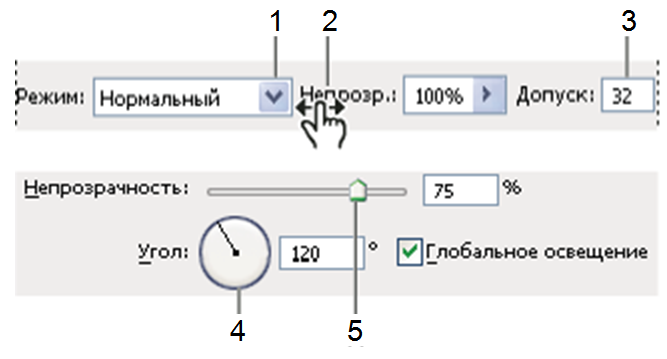 1 2 3
Режим: Нормальный Непрозр.: 100% Допуск: 32
Непрозрачность: 75 %
Угол: 120 ° Глобальное освещение
4 5